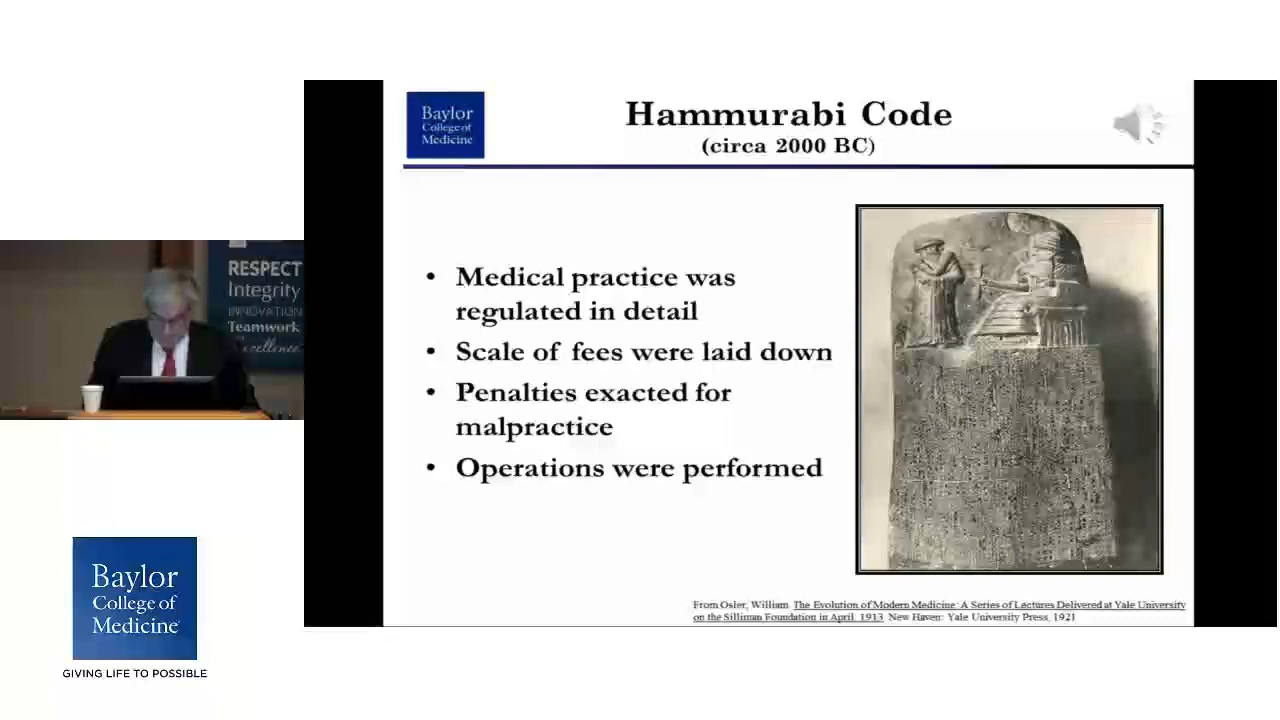 Baylor
College of
Medicine
Hammurabi Code
(circa 2000 BC)
• Medical practice was
regulated in detail
• Scale of fees were laid down
• Penalties exacted for
malpractice
• Operations were performed
From Osler, William. The Evolution of Modern Medicine: A Series of Lectures Delivered at Yale University
on the Silliman Foundation in April, 1913. New Haven: Yale University Press, 1921
RESPECT
Integrity
INNOVATION
Teamwork
Excellence
Baylor
College of
Medicine
GIVING LIFE TO POSSIBLE